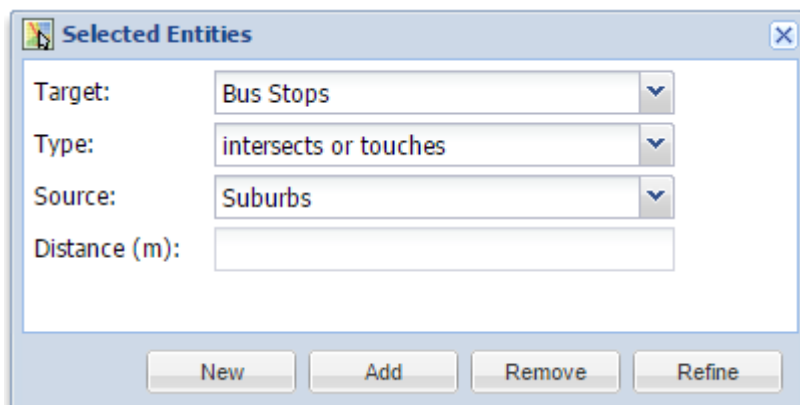 Selected Entities
Target: Bus Stops
Type: intersects or touches
Source: Suburbs
Distance (m):
New Add Remove Refine